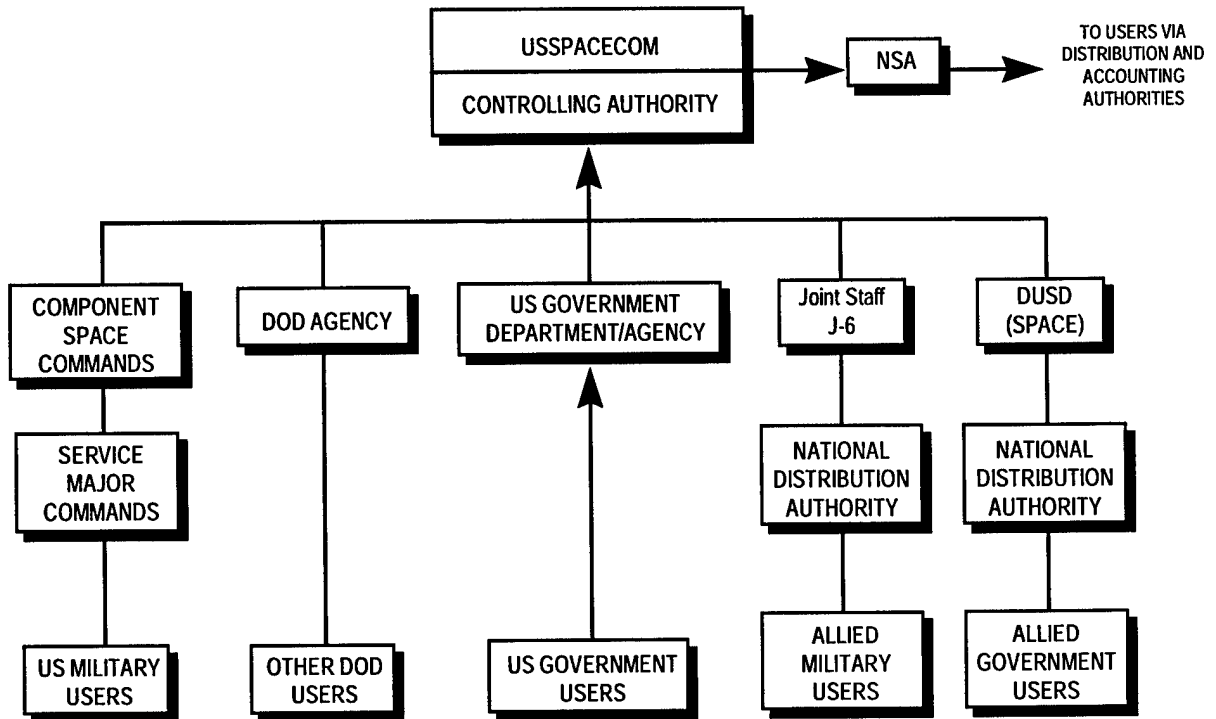 USSPACECOM
CONTROLLING AUTHORITY
NSA
TO USERS VIA
DISTRIBUTION AND
ACCOUNTING
AUTHORITIES
COMPONENT
SPACE
COMMANDS
DOD AGENCY
US GOVERNMENT
DEPARTMENT/AGENCY
Joint Staff
J-6
DUSD
(SPACE)
SERVICE
MAJOR
COMMANDS
NATIONAL
DISTRIBUTION
AUTHORITY
NATIONAL
DISTRIBUTION
AUTHORITY
US MILITARY
USERS
OTHER DOD
USERS
US GOVERNMENT
USERS
ALLIED
MILITARY
USERS
ALLIED
GOVERNMENT
USERS